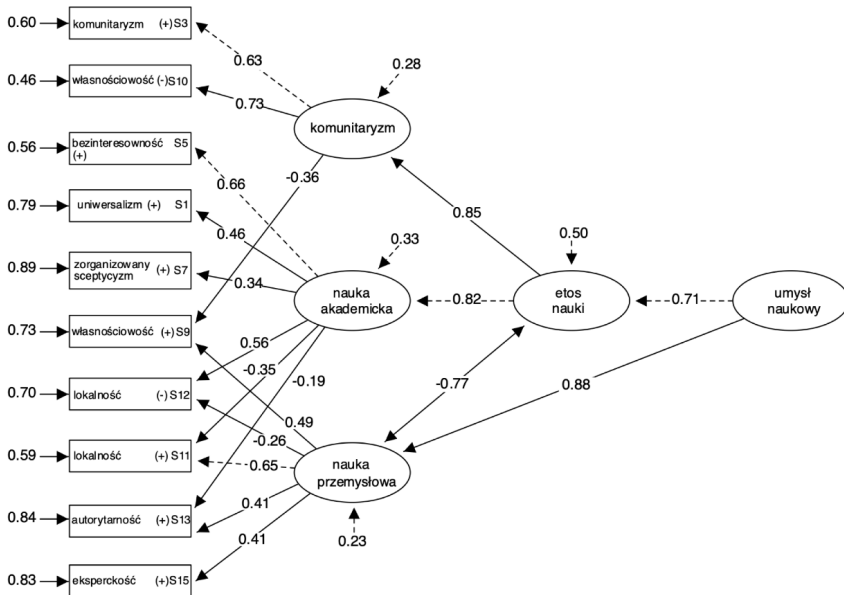 0.60
komunitaryzm (+)S3
0.63
0.28
0.46
własnościowość (-)S10
0.73
komunitaryzm
0.56
bezinteresowność S5
(+)
0.66
-0.36
0.79
uniwersalizm (+) S1
0.46
0.85
0.33
0.50
0.89
zorganizowany
sceptycyzm (+) S7
0.34
nauka
akademicka
0.82
etos
nauki
0.71
umysł
naukowy
0.73
własnościowość (+)S9
0.56
-0.35
-0.19
-0.77
0.88
0.70
lokalność (-)S12
0.49
-0.26
0.59
lokalność (+)S11
0.65
nauka
przemysłowa
0.84
autorytarność (+)S13
0.41
0.41
0.23
0.83
eksperckość (+)S15